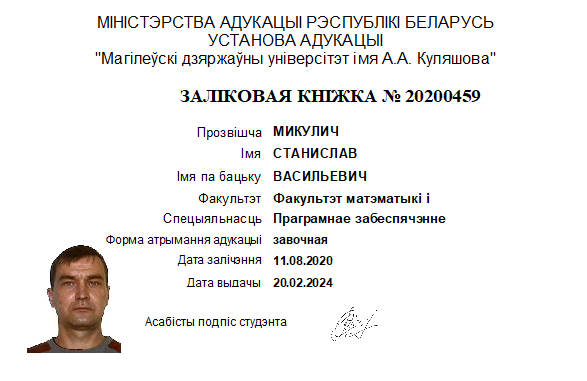 МІНІСТЭРСТВА АДУКАЦЫІ РЭСПУБЛІКІ БЕЛАРУСЬ
УСТАНОВА АДУКАЦЫІ
"Магілеўскі дзяржаўны універсітэт імя А.А. Куляшова"
ЗАЛІКОВАЯ КНІЖКА № 20200459
Прозвішча МИКУЛИЧ
Імя СТАНИСЛАВ
Імя па бацьку ВАСИЛЬЕВИЧ
Факультэт Факультэт матэматыкі і
Спецыяльнасць Праграмнае забеспячэнне
Форма атрымання адукацыі завочная
Дата залічэння 11.08.2020
Дата выдачы 20.02.2024
Асабісты подпіс студэнта